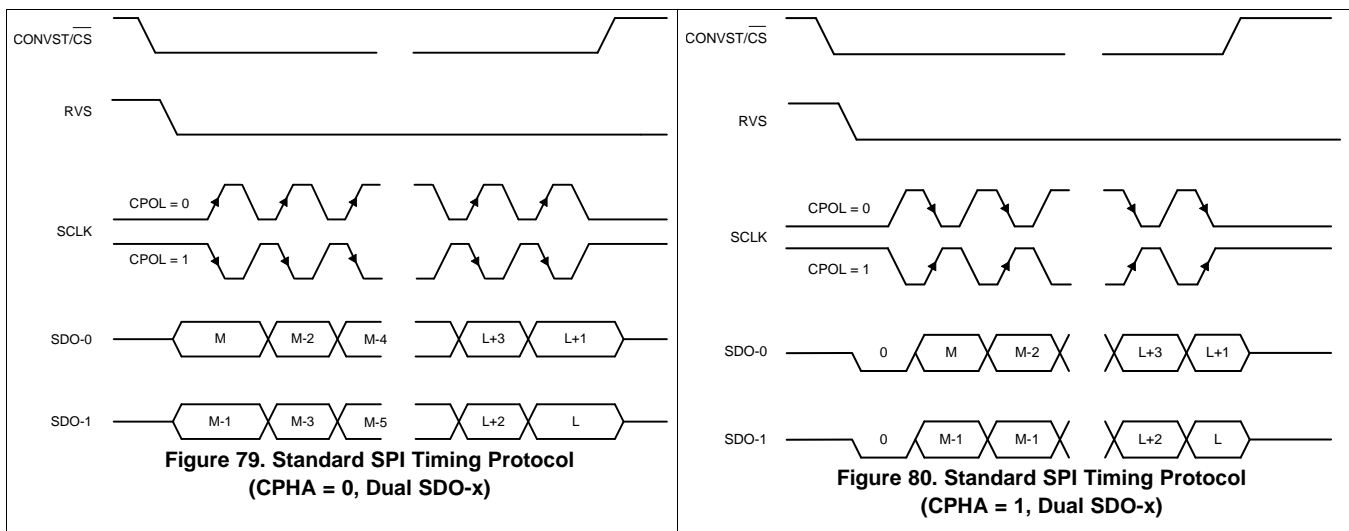 CONVST/CS
RVS
CPOL = 0
SCLK
CPOL = 1
SDO-0 M M-2 M-4 L+3 L+1
SDO-1 M-1 M-3 M-5 L+2 L
Figure 79. Standard SPI Timing Protocol
(CPHA = 0, Dual SDO-x)
CONVST/CS
RVS
CPOL = 0
SCLK
CPOL = 1
SDO-0 0 M M-2 L+3 L+1
SDO-1 0 M-1 M-1 L+2 L
Figure 80. Standard SPI Timing Protocol
(CPHA = 1, Dual SDO-x)